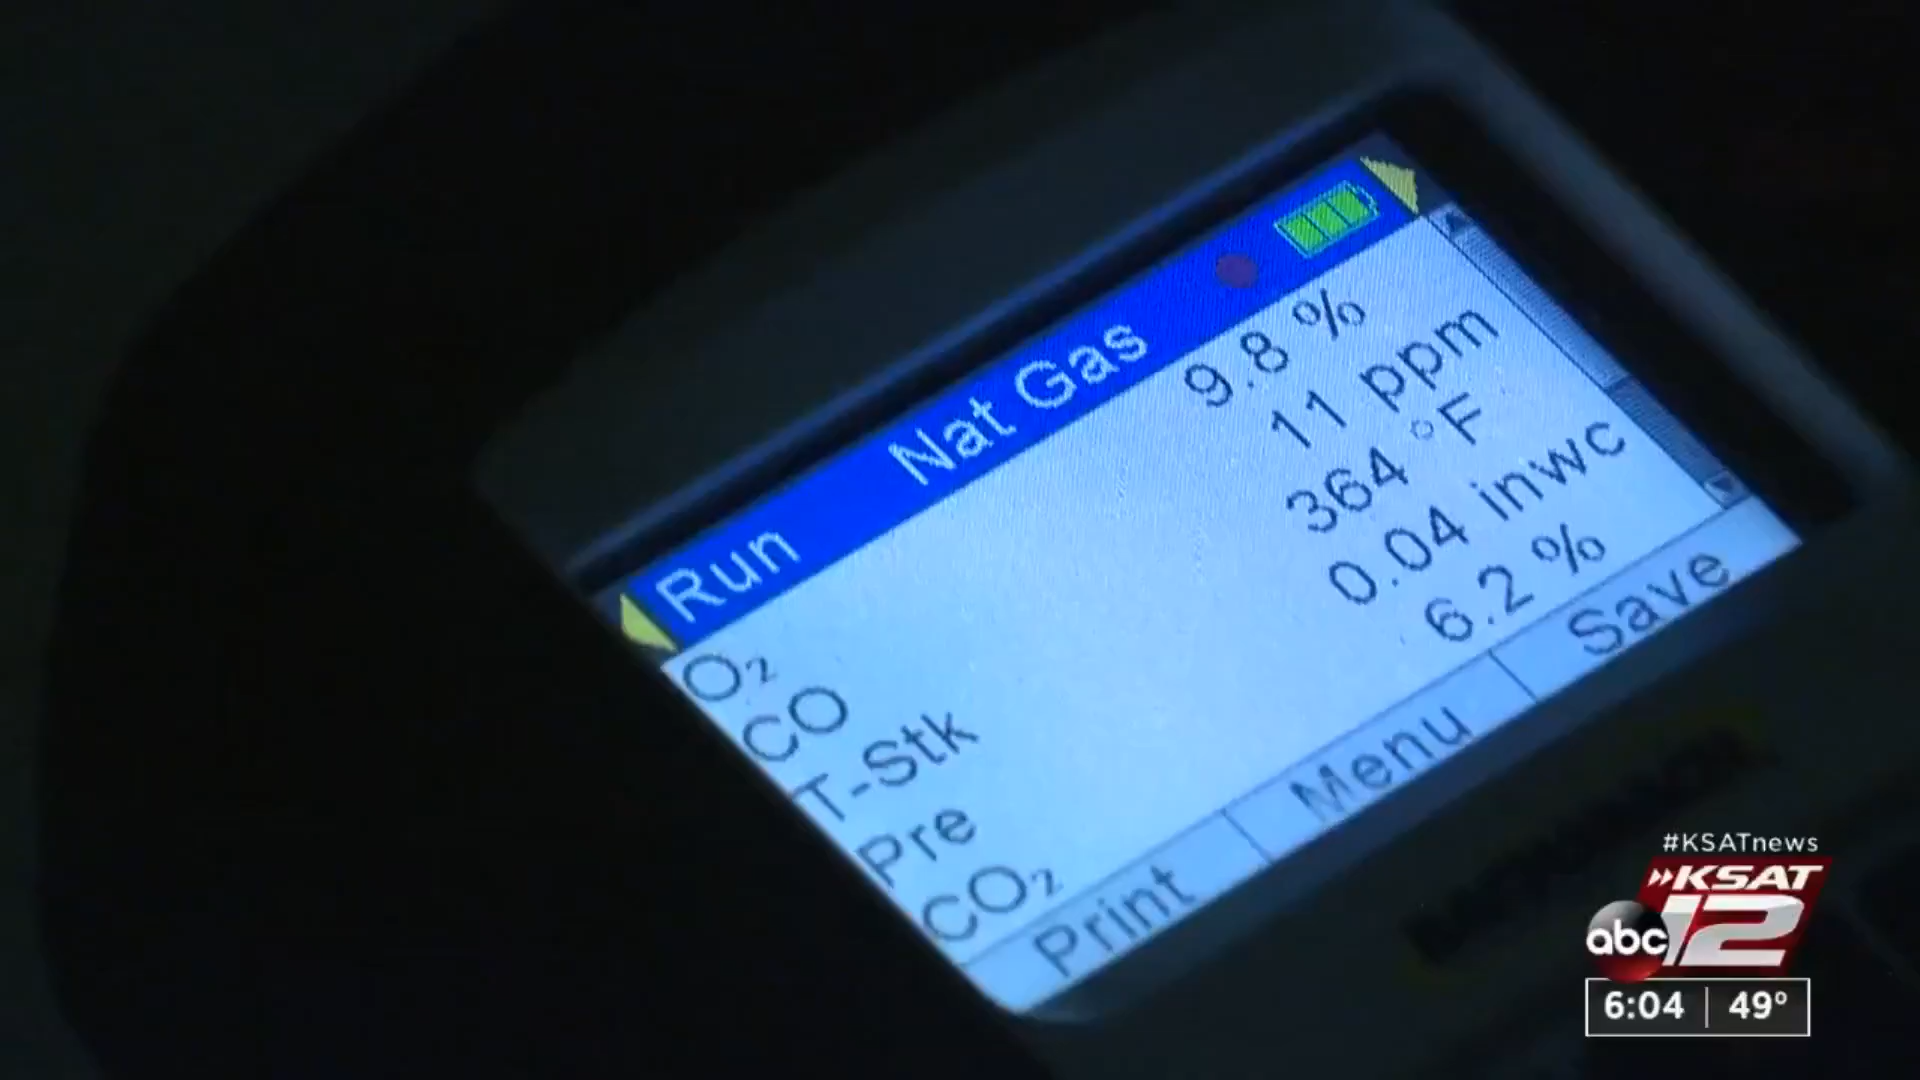 Run Nat Gas
O₂ 9.8 %
CO 11 ppm
T-Stk 364 °F
Pre 0.04 inwc
CO₂ 6.2 %
Print Menu Save
#KSATnews
KSAT
abc 12
6:04 49°